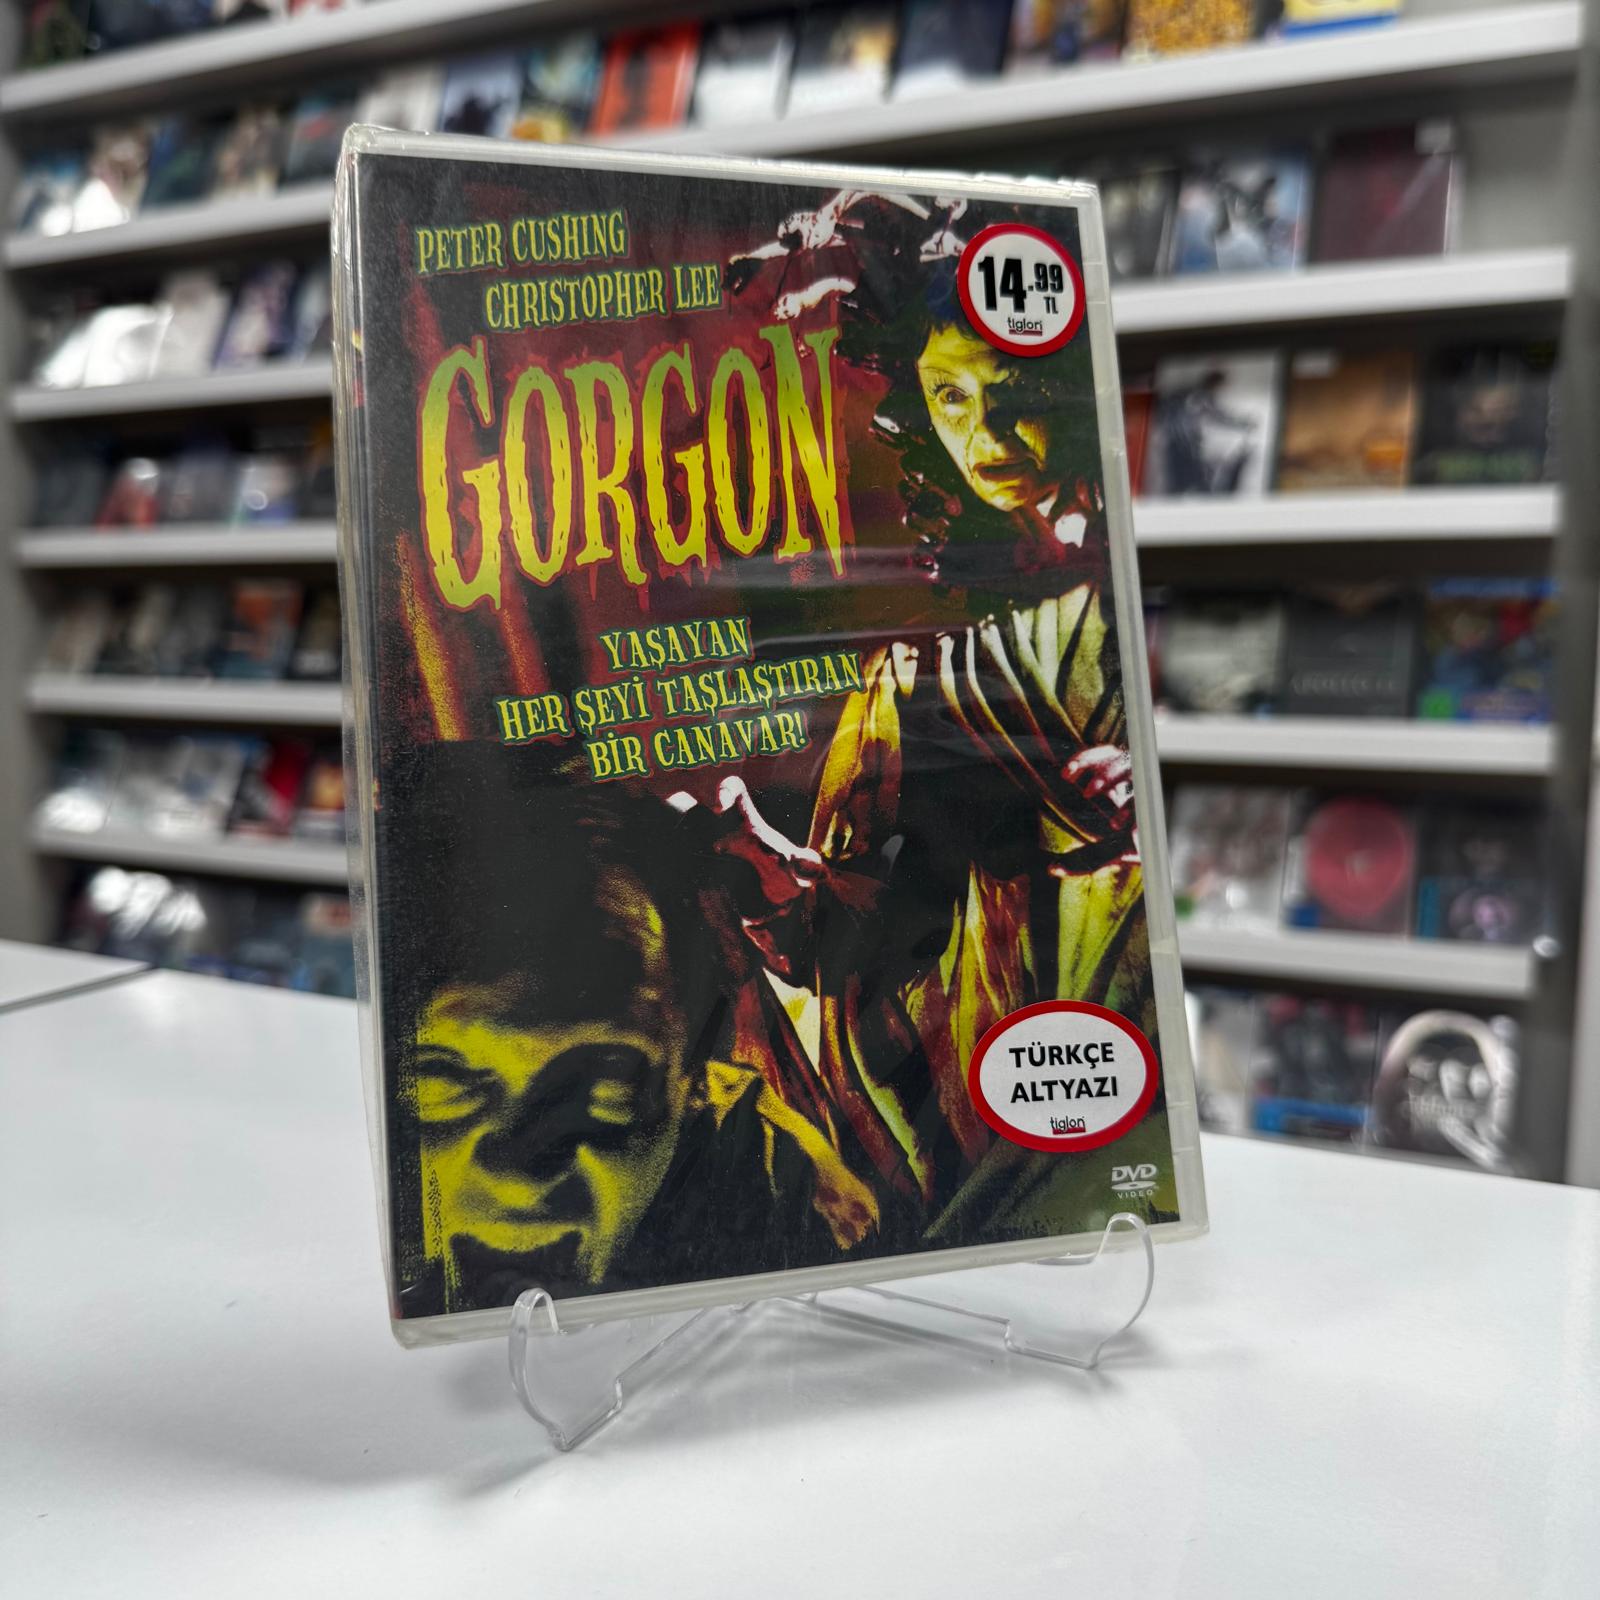 PETER CUSHING
CHRISTOPHER LEE
14.99
TL
tiglon
GORGON
YAŞAYAN
HER ŞEYİ TAŞLAŞTIRAN
BİR CANAVAR!
TÜRKÇE
ALTYAZI
tiglon
DVD
VIDEO